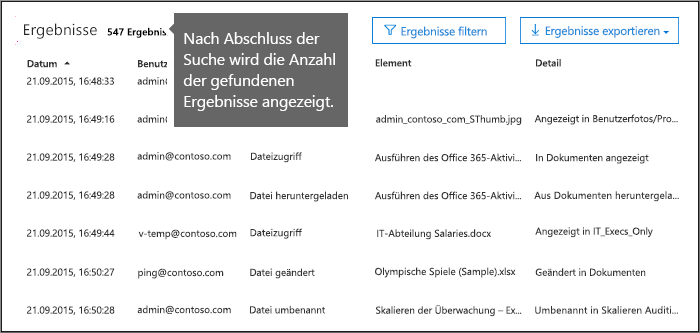 Ergebnisse 547 Ergebnis
Nach Abschluss der
Suche wird die Anzahl
der gefundenen
Ergebnisse angezeigt.
Ergebnisse filtern
Ergebnisse exportieren
Datum Benutz Element Detail
21.09.2015, 16:48:33 admin@
21.09.2015, 16:49:16 admin@ admin_contoso_com_SThumb.jpg Angezeigt in Benutzerfotos/Pro...
21.09.2015, 16:49:28 admin@contoso.com Dateizugriff Ausführen des Office 365-Aktivi... In Dokumenten angezeigt
21.09.2015, 16:49:28 admin@contoso.com Datei heruntergeladen Ausführen des Office 365-Aktivi... Aus Dokumenten heruntergela...
21.09.2015, 16:49:44 v-temp@contoso.com Dateizugriff IT-Abteilung Salaries.docx Angezeigt in IT_Execs_Only
21.09.2015, 16:50:27 ping@contoso.com Datei geändert Olympische Spiele (Sample).xlsx Geändert in Dokumenten
21.09.2015, 16:50:28 admin@contoso.com Datei umbenannt Skalieren der Überwachung – Ex... Umbenannt in Skalieren Auditi...